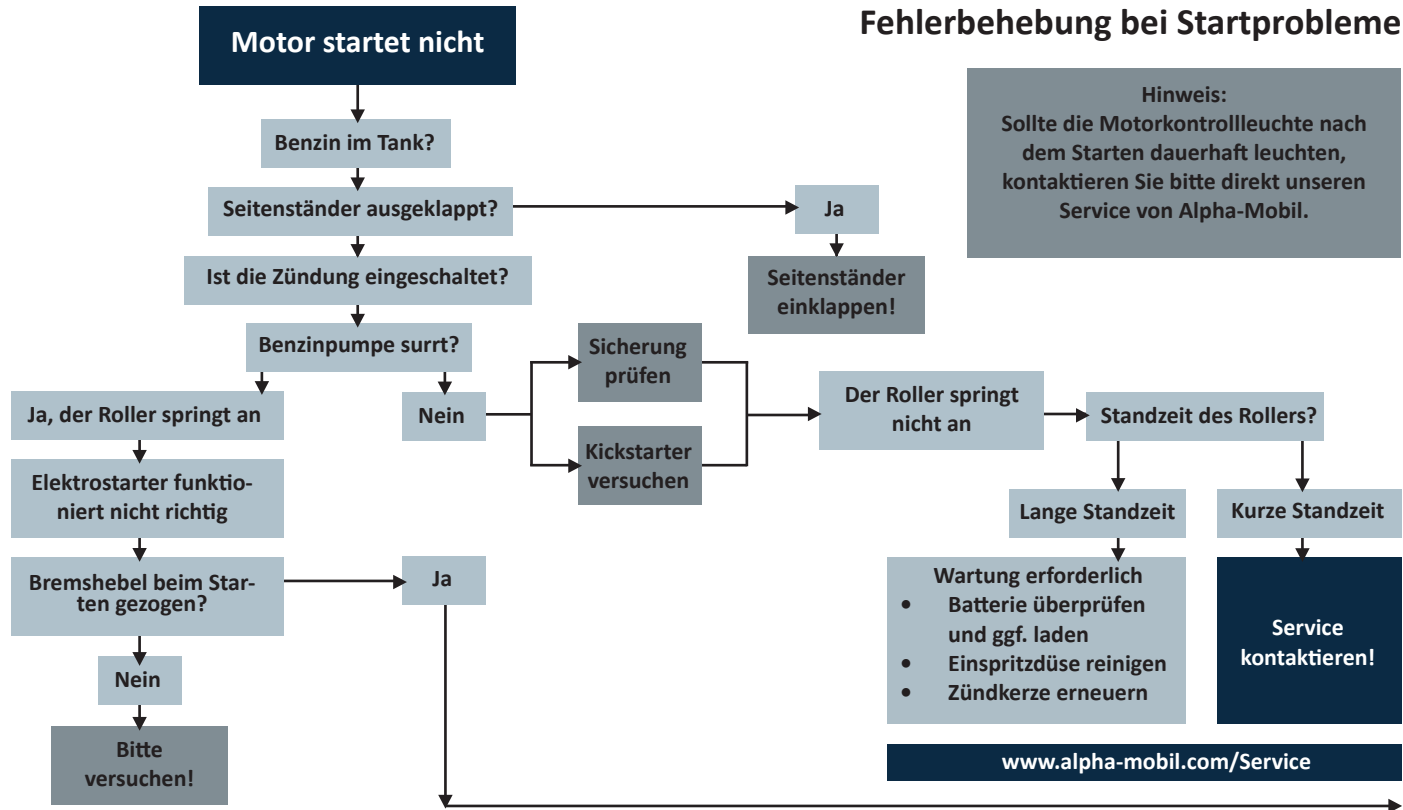 Fehlerbehebung bei Startprobleme
Motor startet nicht
Hinweis:
Sollte die Motorkontrollleuchte nach
dem Starten dauerhaft leuchten,
kontaktieren Sie bitte direkt unseren
Service von Alpha-Mobil.
Benzin im Tank?
Seitenständer ausgeklappt?
Ja
Seitenständer
einklappen!
Ist die Zündung eingeschaltet?
Benzinpumpe surrt?
Ja, der Roller springt an
Nein
Sicherung
prüfen
Kickstarter
versuchen
Der Roller springt
nicht an
Standzeit des Rollers?
Elektrostarter funktio-
niert nicht richtig
Lange Standzeit
Kurze Standzeit
Bremshebel beim Star-
ten gezogen?
Ja
Wartung erforderlich
• Batterie überprüfen
und ggf. laden
• Einspritzdüse reinigen
• Zündkerze erneuern
Service
kontaktieren!
Nein
Bitte
versuchen!
www.alpha-mobil.com/Service